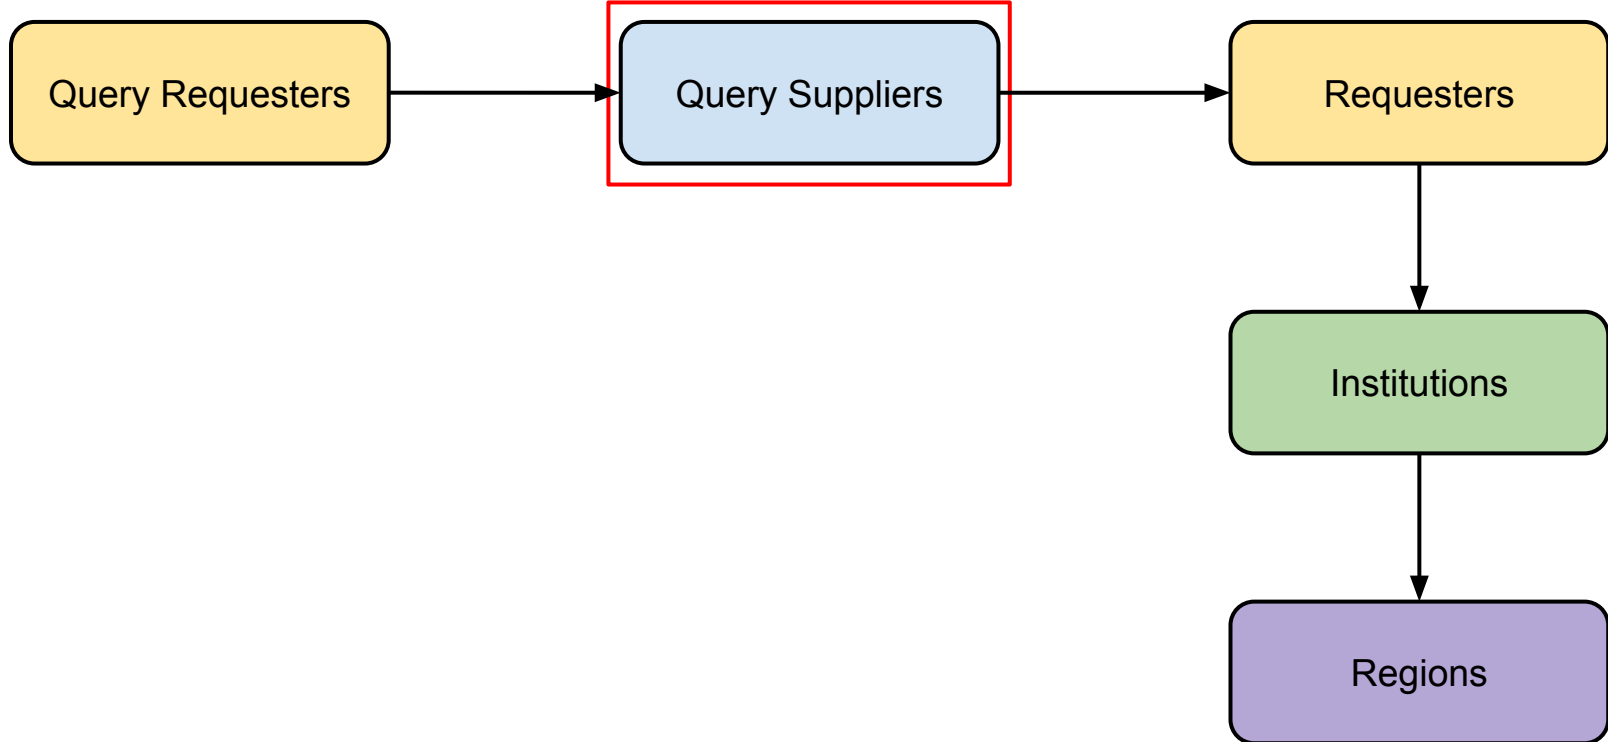 Query Requesters
Query Suppliers
Requesters
Institutions
Regions